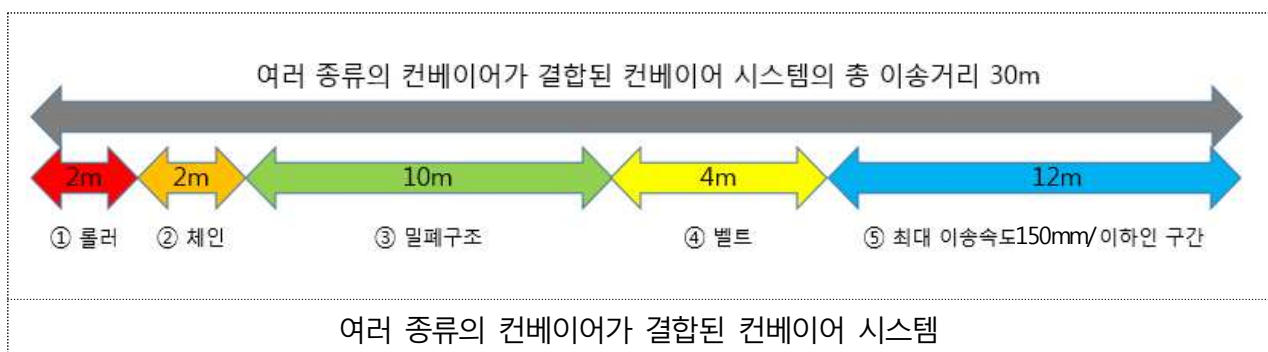 여러 종류의 컨베이어가 결합된 컨베이어 시스템의 총 이송거리 30m
2m 2m 10m 4m 12m
① 롤러 ② 체인 ③ 밀폐구조 ④ 벨트 ⑤ 최대 이송속도150mm/이하인 구간
여러 종류의 컨베이어가 결합된 컨베이어 시스템